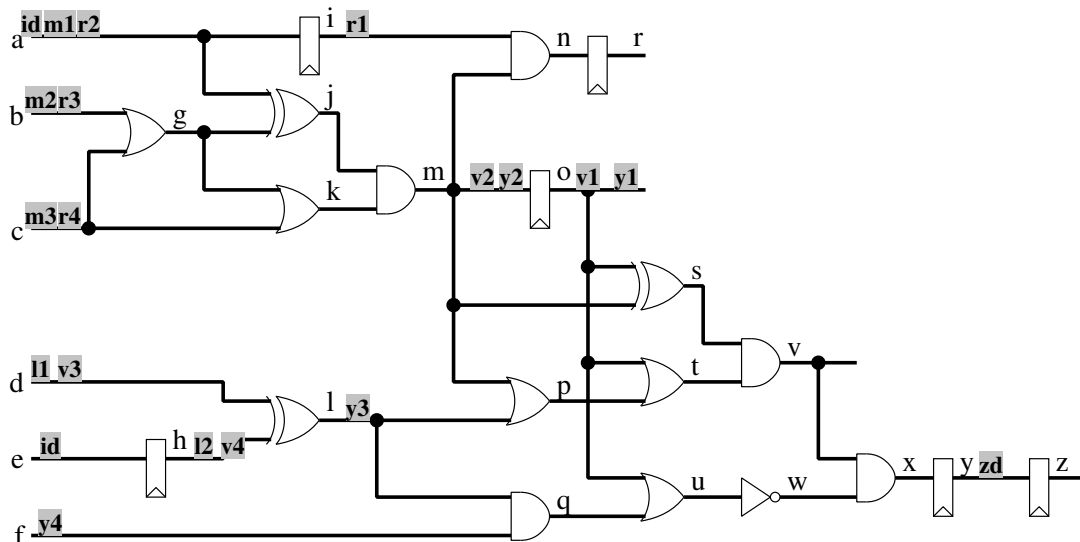 id m1 r2 i r1 n r
a
m2 r3 g j
b
m3 r4 k m v2 y2 o v1 y1
c
s
l1 v3 v
d l y3 p t
id h l2 v4
e x y zd z
u w
y4 q
f